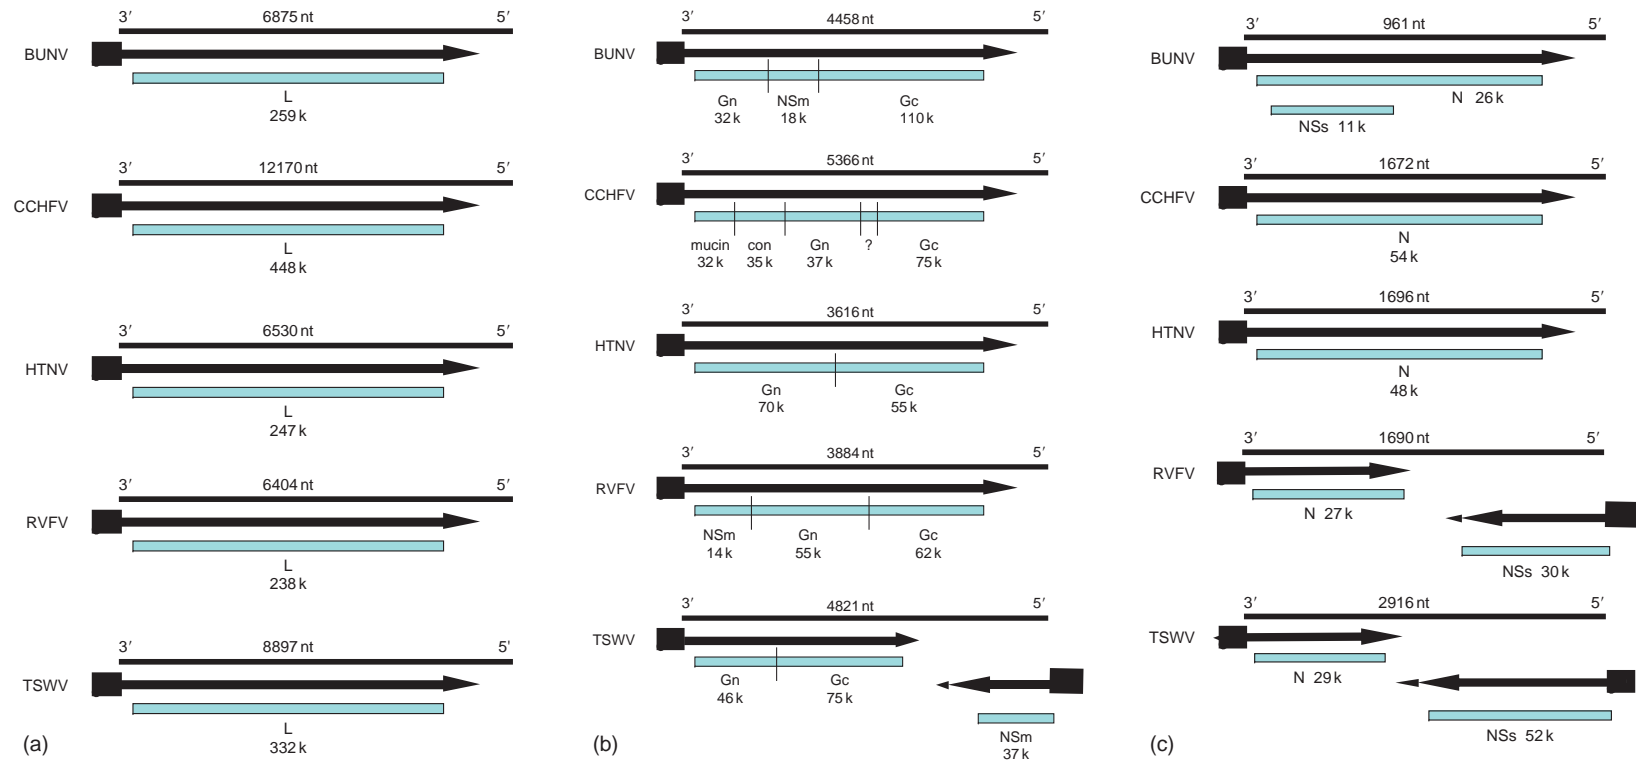 3′ 6875 nt 5′
BUNV
L
259 k
3′ 12170 nt 5′
CCHFV
L
448 k
3′ 6530 nt 5′
HTNV
L
247 k
3′ 6404 nt 5′
RVFV
L
238 k
3′ 8897 nt 5'
TSWV
L
332 k
(a)
3′ 4458 nt 5′
BUNV
Gn NSm Gc
32 k 18 k 110 k
3′ 5366 nt 5′
CCHFV
mucin con Gn ? Gc
32 k 35 k 37 k 75 k
3′ 3616 nt 5′
HTNV
Gn Gc
70 k 55 k
3′ 3884 nt 5′
RVFV
NSm Gn Gc
14 k 55 k 62 k
3′ 4821 nt 5′
TSWV
Gn Gc
46 k 75 k
NSm
37 k
(b)
3′ 961 nt 5′
BUNV
N 26 k
NSs 11 k
3′ 1672 nt 5′
CCHFV
N
54 k
3′ 1696 nt 5′
HTNV
N
48 k
3′ 1690 nt 5′
RVFV
N 27 k
NSs 30 k
3′ 2916 nt 5′
TSWV
N 29 k
NSs 52 k
(c)